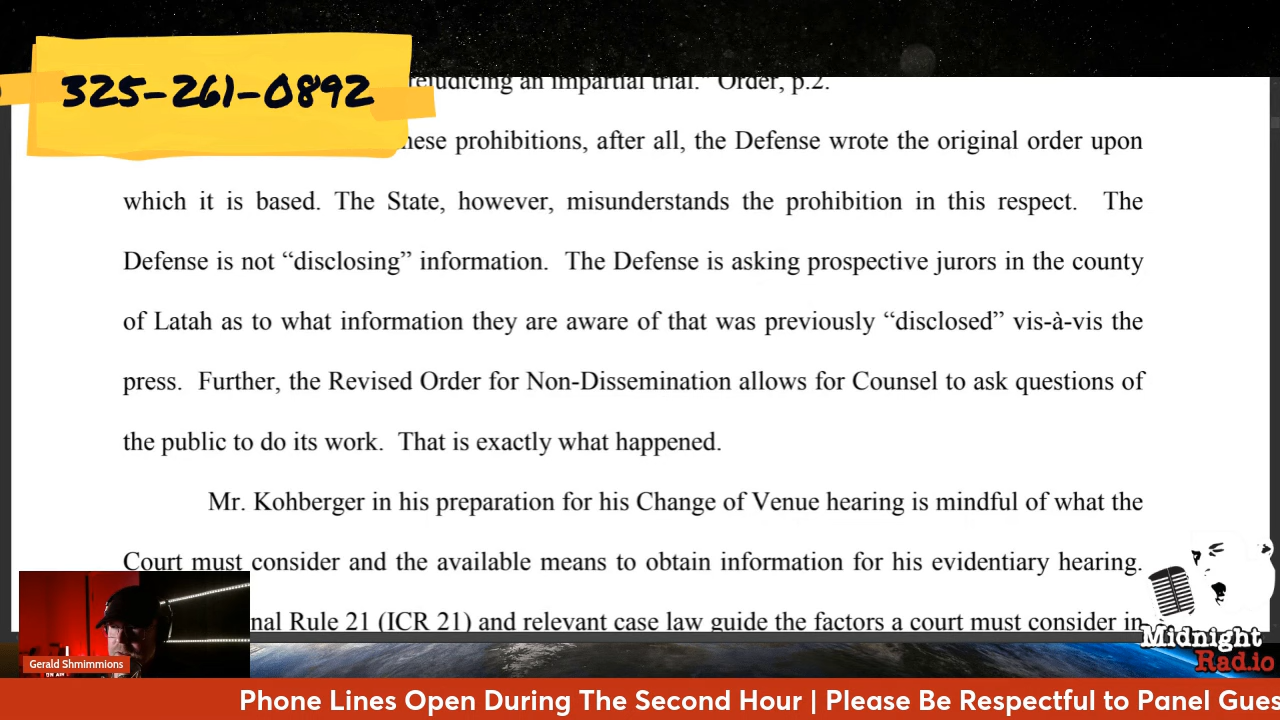 325-261-0892
rejudicing an impartial trial.” Order, p.2.
hese prohibitions, after all, the Defense wrote the original order upon
which it is based. The State, however, misunderstands the prohibition in this respect. The
Defense is not “disclosing” information. The Defense is asking prospective jurors in the county
of Latah as to what information they are aware of that was previously “disclosed” vis-à-vis the
press. Further, the Revised Order for Non-Dissemination allows for Counsel to ask questions of
the public to do its work. That is exactly what happened.
Mr. Kohberger in his preparation for his Change of Venue hearing is mindful of what the
Court must consider and the available means to obtain information for his evidentiary hearing.
nal Rule 21 (ICR 21) and relevant case law guide the factors a court must consider in
Gerald Shmimmions
ON AIR
Midnight
Rad.io
Phone Lines Open During The Second Hour | Please Be Respectful to Panel Gues